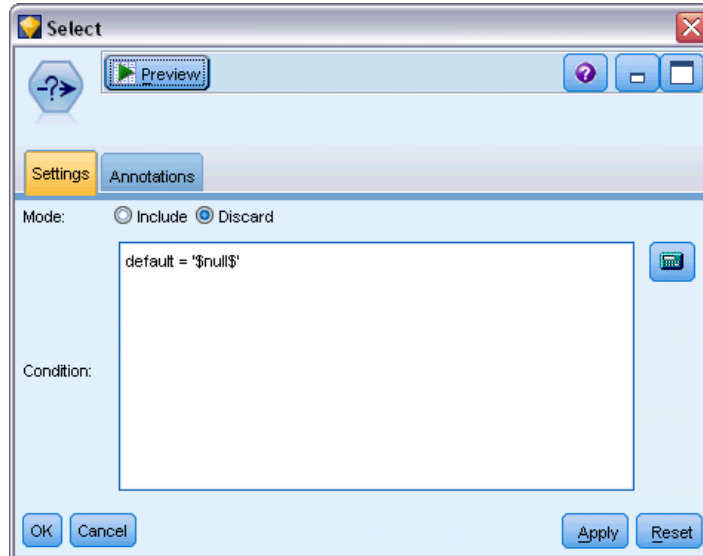 Select
Preview
Settings Annotations
Mode: Include Discard
default = '$null$'
Condition:
OK Cancel Apply Reset